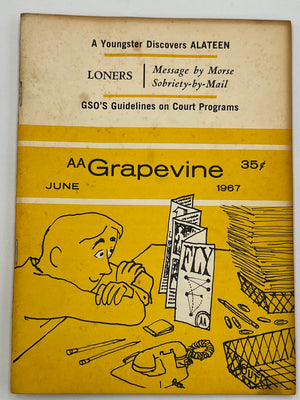 A Youngster Discovers ALATEEN
LONERS
Message by Morse
Sobriety-by-Mail
GSO'S Guidelines on Court Programs
AA Grapevine 35¢
JUNE 1967
FLY
AA